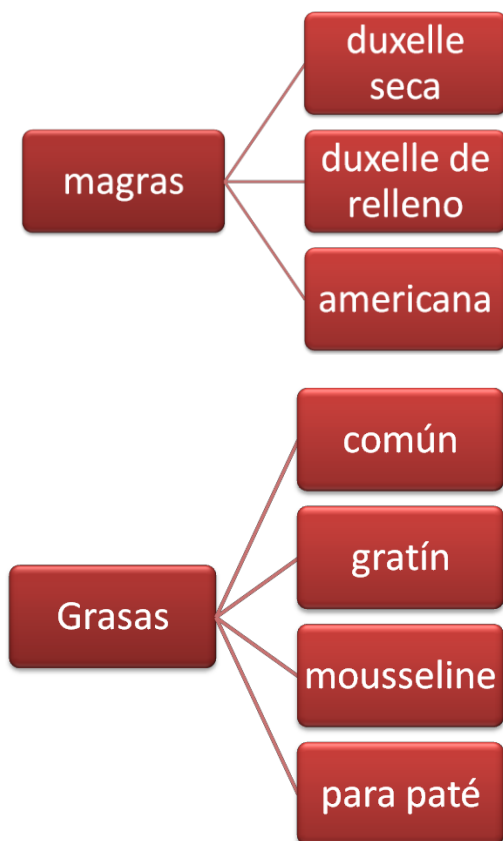 magras
duxelle
seca
duxelle de
relleno
americana
Grasas
común
gratín
mousseline
para paté